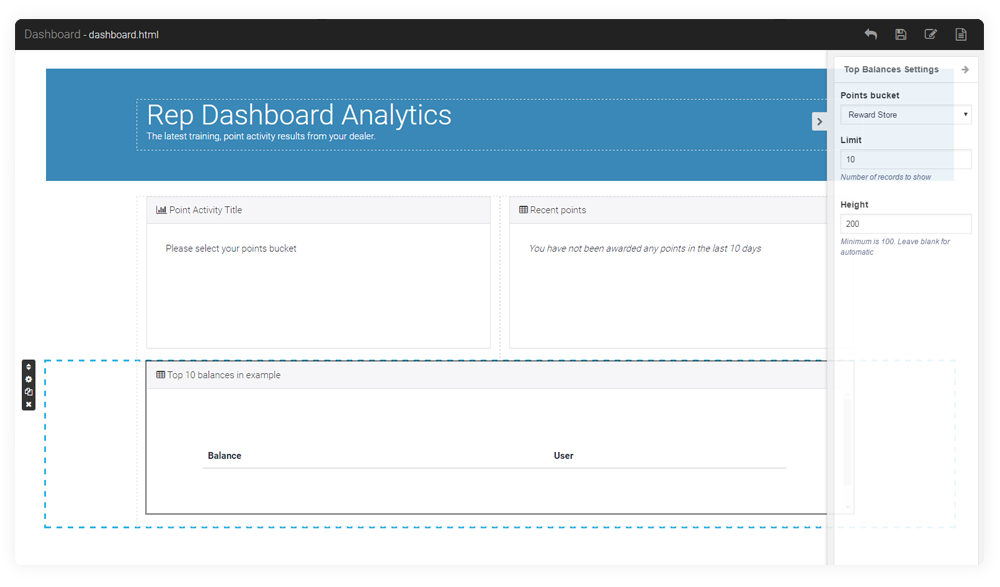 Dashboard - dashboard.html
Top Balances Settings
Rep Dashboard Analytics
The latest training, point activity results from your dealer.
Points bucket
Reward Store
Limit
10
Number of records to show
Height
200
Minimum is 100. Leave blank for
automatic
Point Activity Title
Recent points
Please select your points bucket
You have not been awarded any points in the last 10 days
Top 10 balances in example
Balance
User